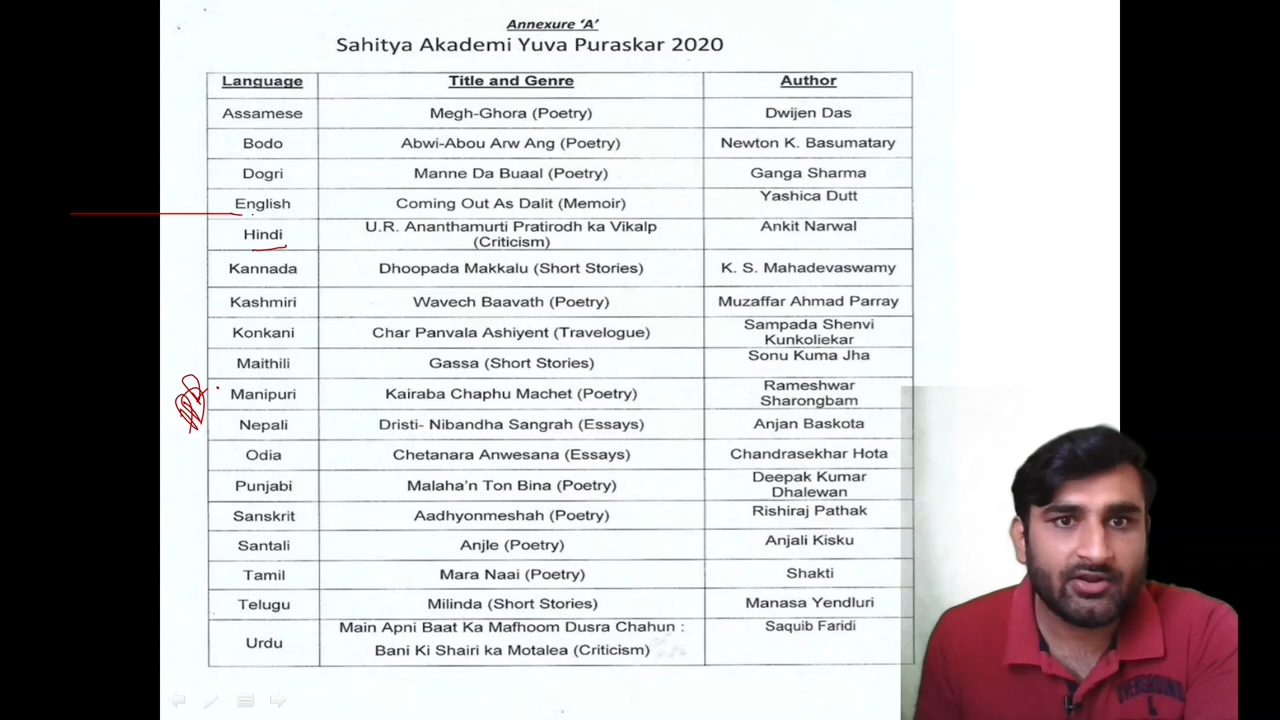 Annexure 'A'
Sahitya Akademi Yuva Puraskar 2020
Language Title and Genre Author
Assamese Megh-Ghora (Poetry) Dwijen Das
Bodo Abwi-Abou Arw Ang (Poetry) Newton K. Basumatary
Dogri Manne Da Buaal (Poetry) Ganga Sharma
English Coming Out As Dalit (Memoir) Yashica Dutt
Hindi U.R. Ananthamurti Pratirodh ka Vikalp Ankit Narwal
(Criticism)
Kannada Dhoopada Makkalu (Short Stories) K. S. Mahadevaswamy
Kashmiri Wavech Baavath (Poetry) Muzaffar Ahmad Parray
Konkani Char Panvala Ashiyent (Travelogue) Sampada Shenvi
Kunkoliekar
Maithili Gassa (Short Stories) Sonu Kuma Jha
Manipuri Kairaba Chaphu Machet (Poetry) Rameshwar
Sharongbam
Nepali Dristi- Nibandha Sangrah (Essays) Anjan Baskota
Odia Chetanara Anwesana (Essays) Chandrasekhar Hota
Punjabi Malaha'n Ton Bina (Poetry) Deepak Kumar
Dhalewan
Sanskrit Aadhyonmeshah (Poetry) Rishiraj Pathak
Santali Anjle (Poetry) Anjali Kisku
Tamil Mara Naai (Poetry) Shakti
Telugu Milinda (Short Stories) Manasa Yendluri
Urdu Main Apni Baat Ka Mafhoom Dusra Chahun : Saquib Faridi
Bani Ki Shairi ka Motalea (Criticism)
EVERGROUND